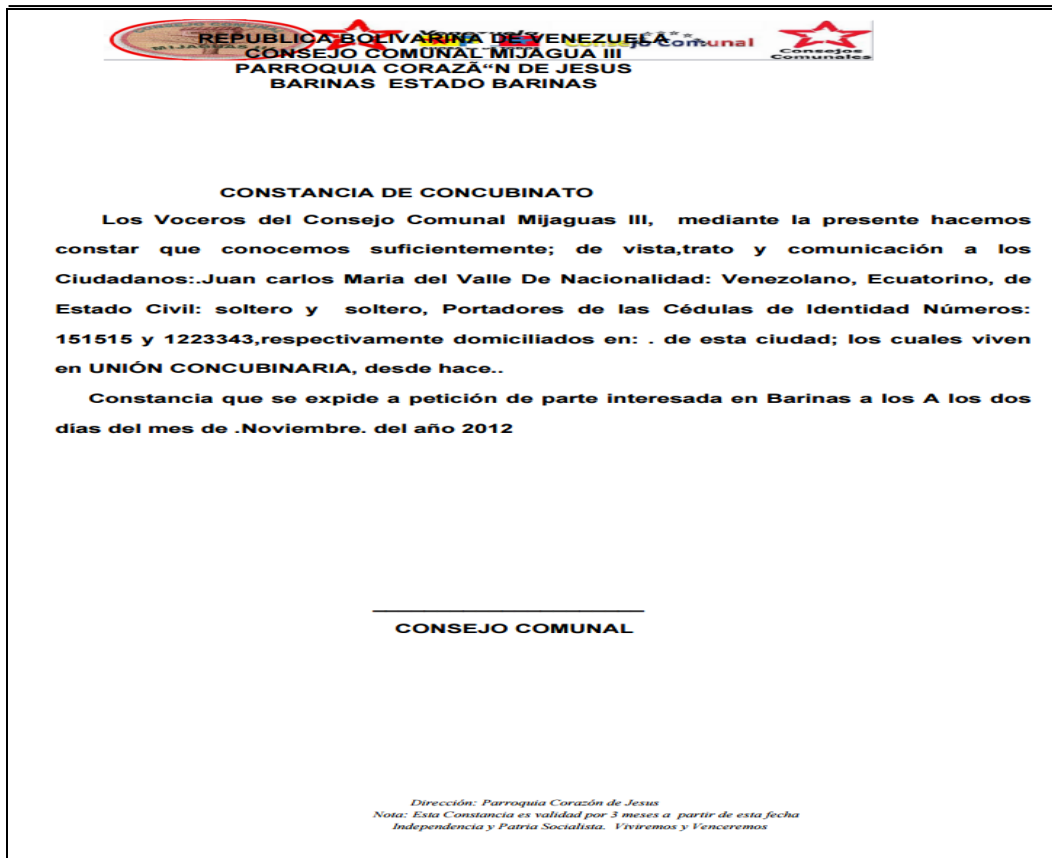 REPUBLICA BOLIVARINA DE VENEZUELA
CONSEJO COMUNAL MIJAGUA III
PARROQUIA CORAZÃ“N DE JESUS
BARINAS ESTADO BARINAS
Consejo Comunal
Consejos
Comunales
CONSTANCIA DE CONCUBINATO
Los Voceros del Consejo Comunal Mijaguas III, mediante la presente hacemos
constar que conocemos suficientemente; de vista,trato y comunicación a los
Ciudadanos:.Juan carlos Maria del Valle De Nacionalidad: Venezolano, Ecuatorino, de
Estado Civil: soltero y soltero, Portadores de las Cédulas de Identidad Números:
151515 y 1223343,respectivamente domiciliados en: . de esta ciudad; los cuales viven
en UNIÓN CONCUBINARIA, desde hace..
Constancia que se expide a petición de parte interesada en Barinas a los A los dos
días del mes de .Noviembre. del año 2012
CONSEJO COMUNAL
Dirección: Parroquia Corazón de Jesus
Nota: Esta Constancia es validad por 3 meses a partir de esta fecha
Independencia y Patria Socialista. Viviremos y Venceremos